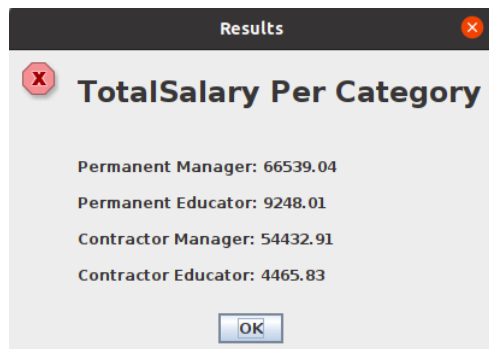 Results
TotalSalary Per Category
Permanent Manager: 66539.04
Permanent Educator: 9248.01
Contractor Manager: 54432.91
Contractor Educator: 4465.83
OK